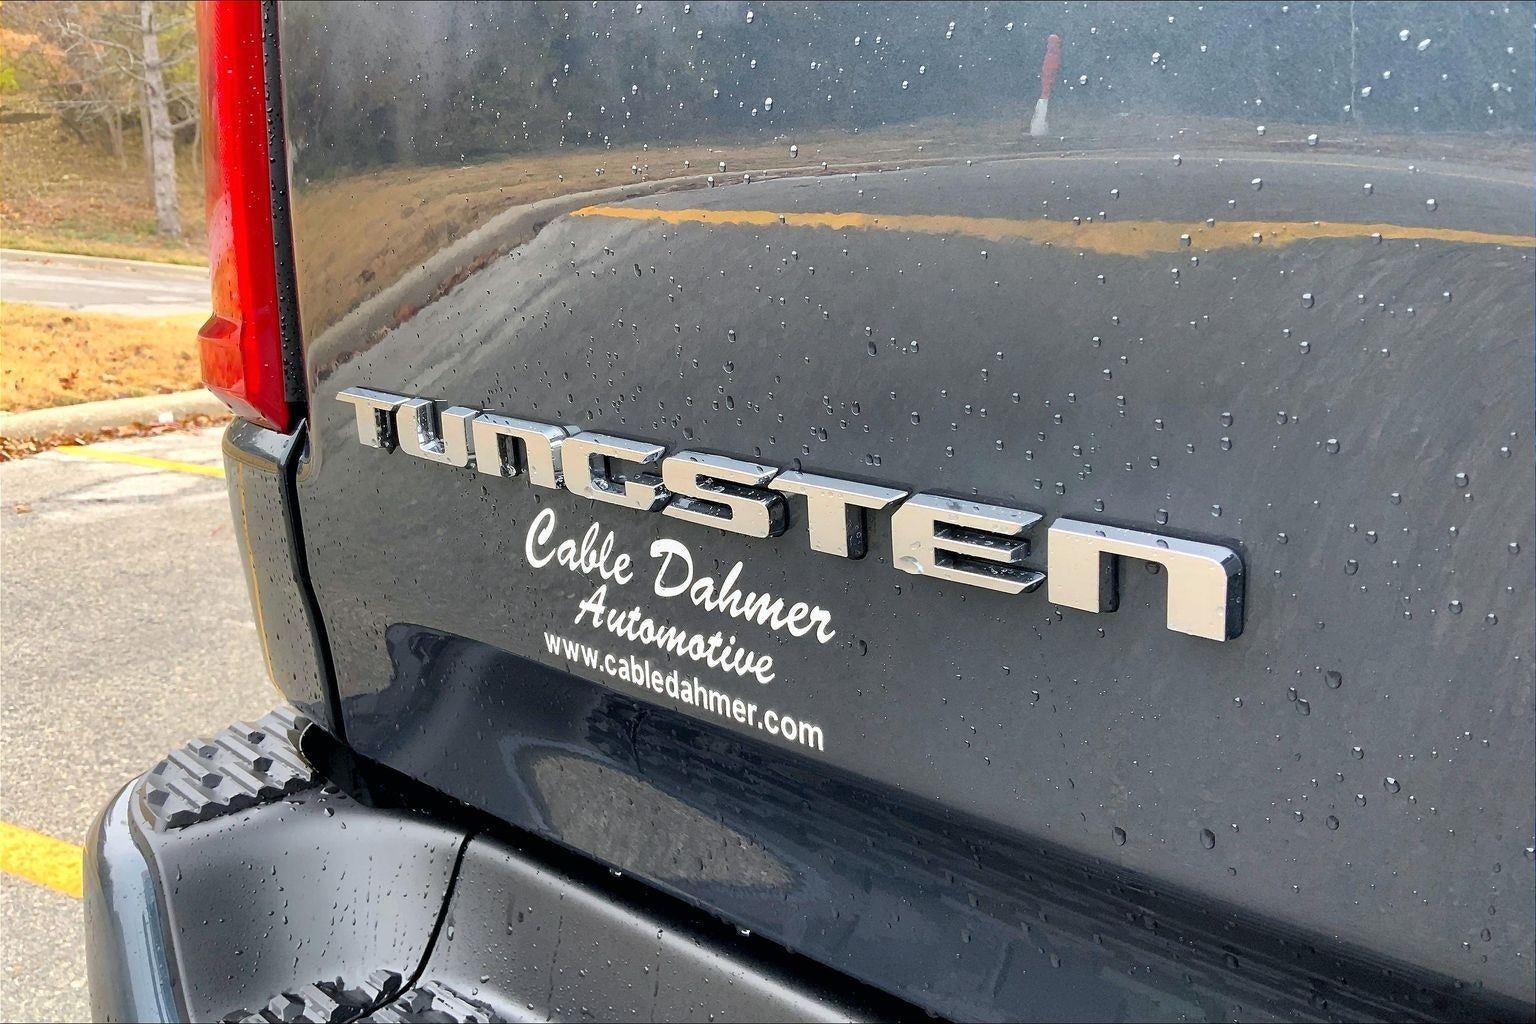 TUNGSTEN
Cable Dahmer
Automotive
www.cabledahmer.com